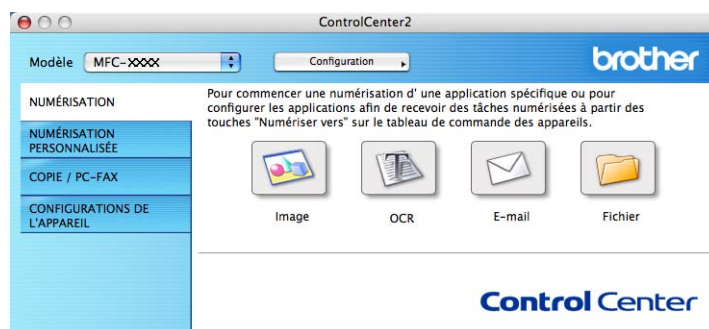 ControlCenter2
Modèle MFC-XXXX Configuration brother
NUMÉRISATION
NUMÉRISATION
PERSONNALISÉE
COPIE / PC-FAX
CONFIGURATIONS DE
L'APPAREIL
Pour commencer une numérisation d' une application spécifique ou pour
configurer les applications afin de recevoir des tâches numérisées à partir des
touches "Numériser vers" sur le tableau de commande des appareils.
Image OCR E-mail Fichier
Control Center